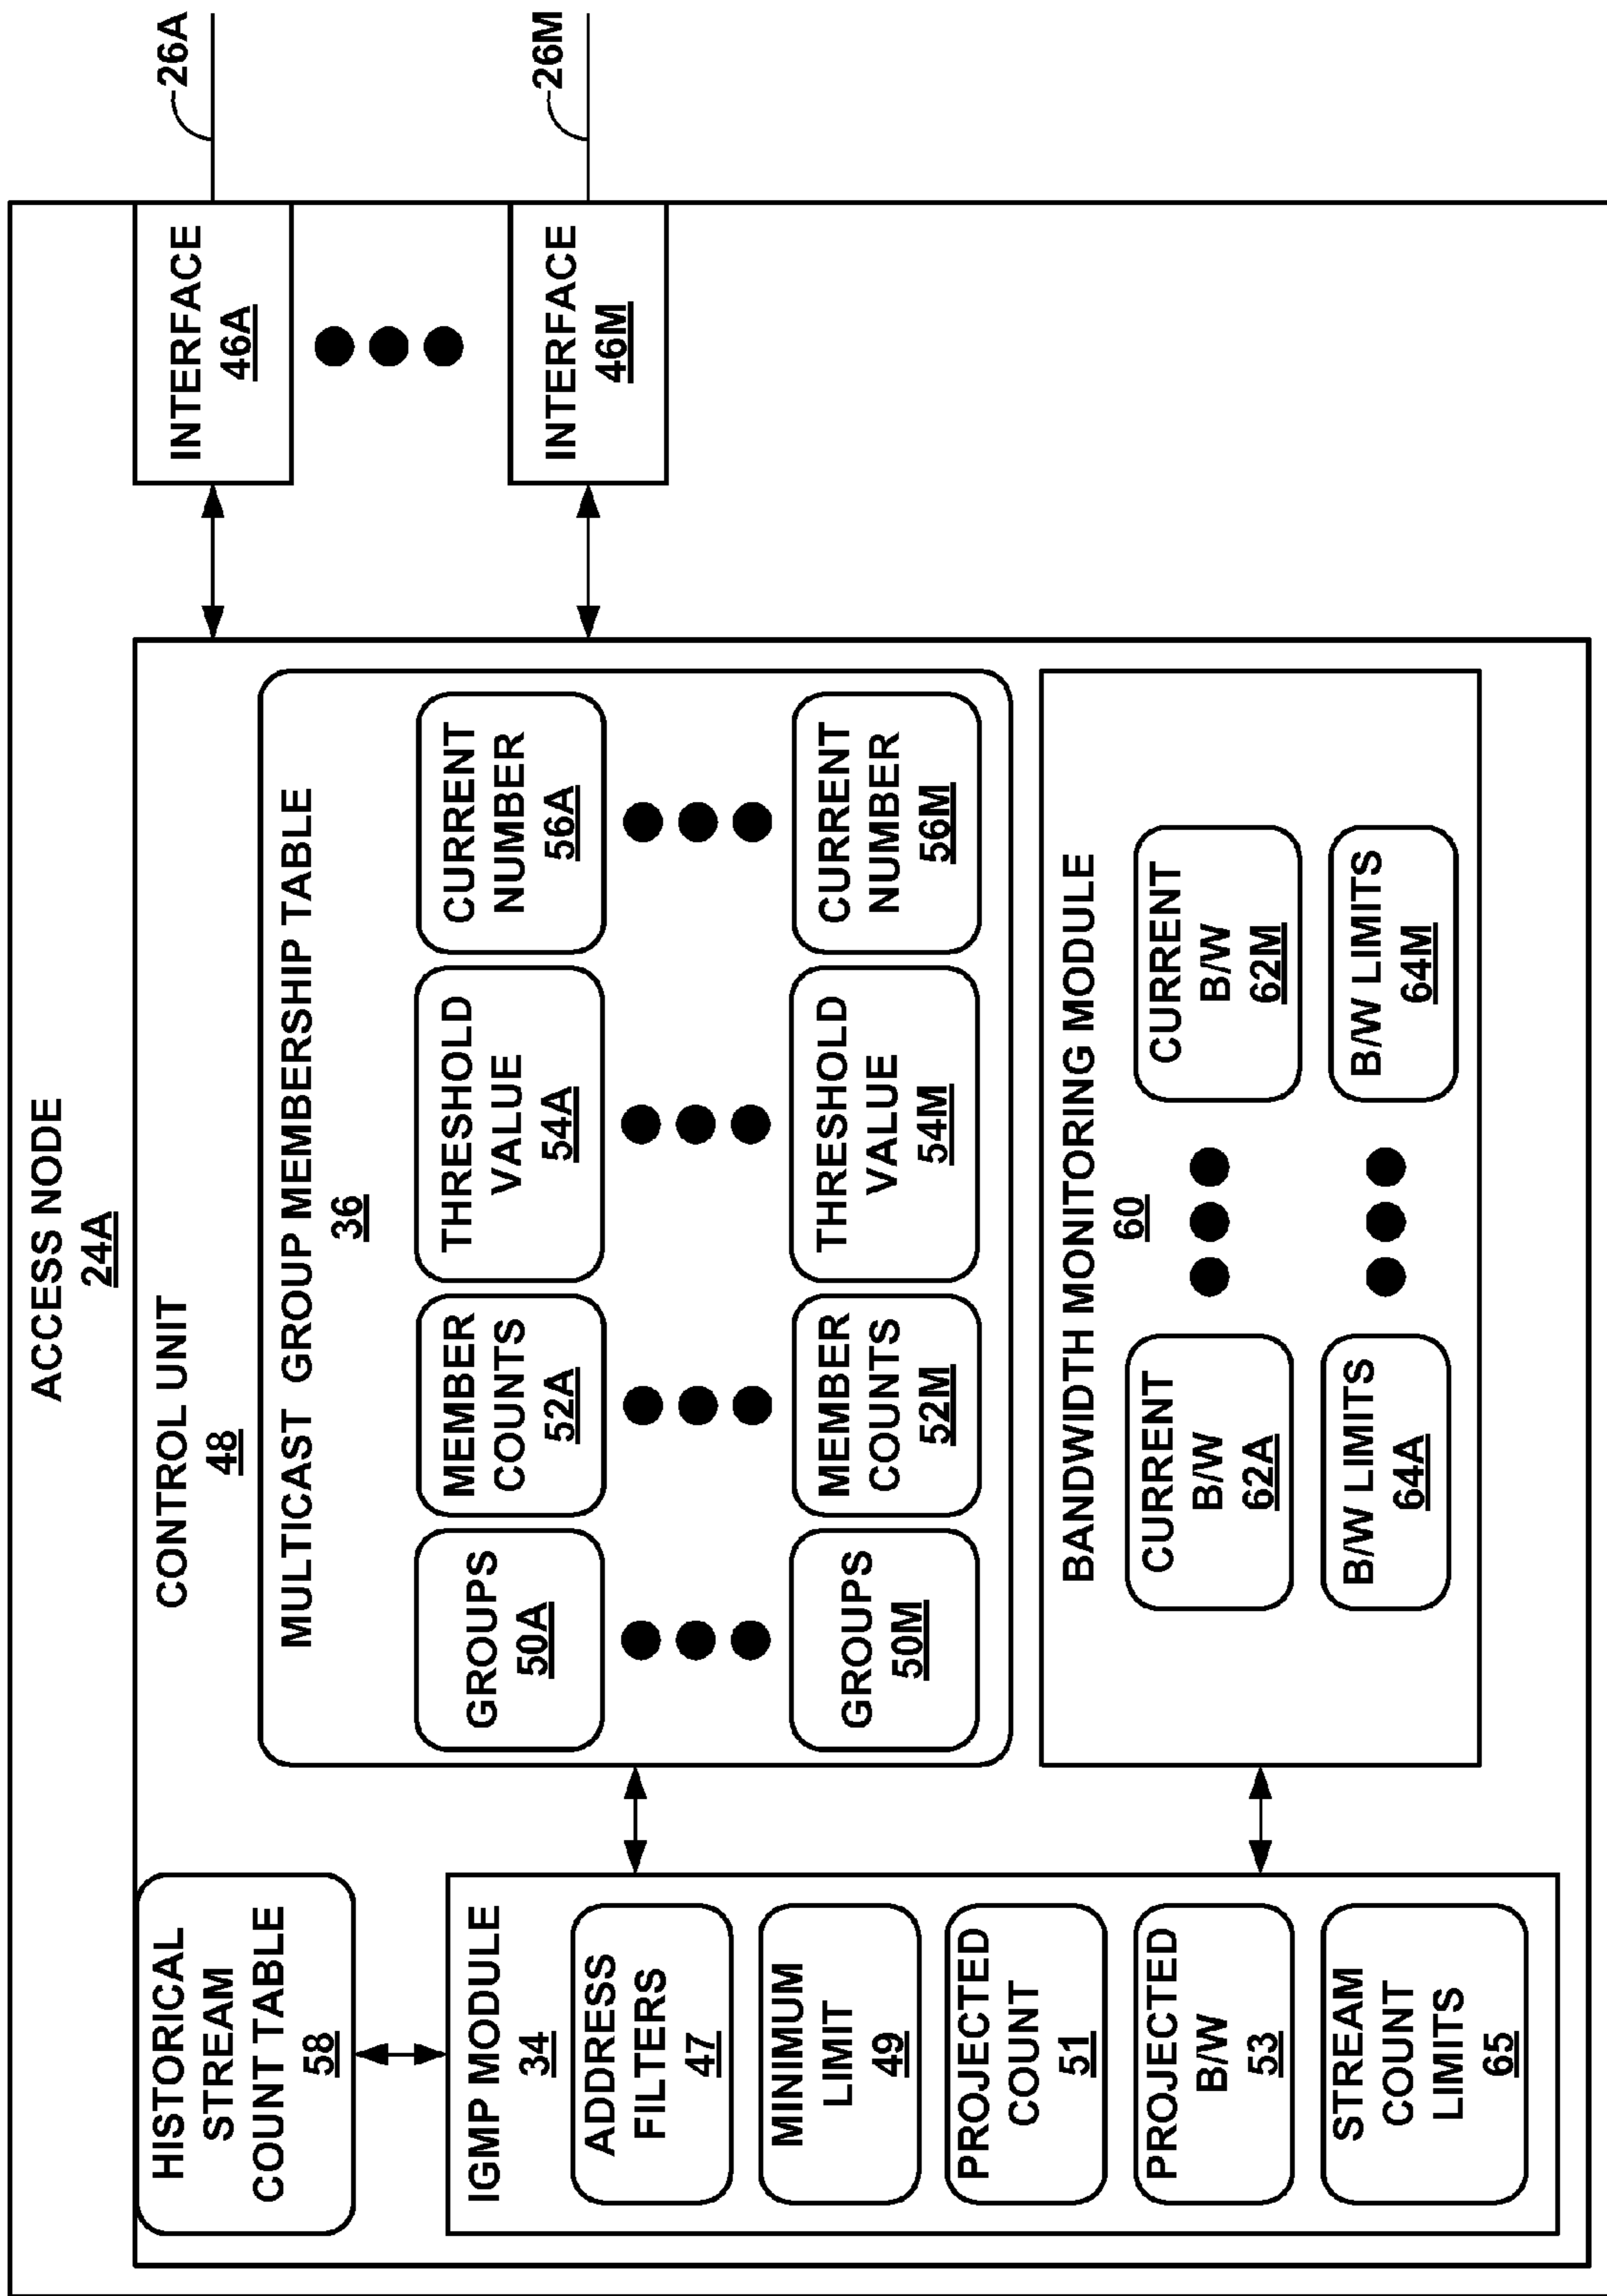 ACCESS NODE
24A
CONTROL UNIT
48
HISTORICAL
STREAM
COUNT TABLE
58
IGMP MODULE
34
ADDRESS
FILTERS
47
MINIMUM
LIMIT
49
PROJECTED
COUNT
51
PROJECTED
B/W
53
STREAM
COUNT
LIMITS
65
MULTICAST GROUP MEMBERSHIP TABLE
36
GROUPS
50A
MEMBER
COUNTS
52A
THRESHOLD
VALUE
54A
CURRENT
NUMBER
56A
GROUPS
50M
MEMBER
COUNTS
52M
THRESHOLD
VALUE
54M
CURRENT
NUMBER
56M
BANDWIDTH MONITORING MODULE
60
CURRENT
B/W
62A
CURRENT
B/W
62M
B/W LIMITS
64A
B/W LIMITS
64M
INTERFACE
46A
26A
INTERFACE
46M
26M